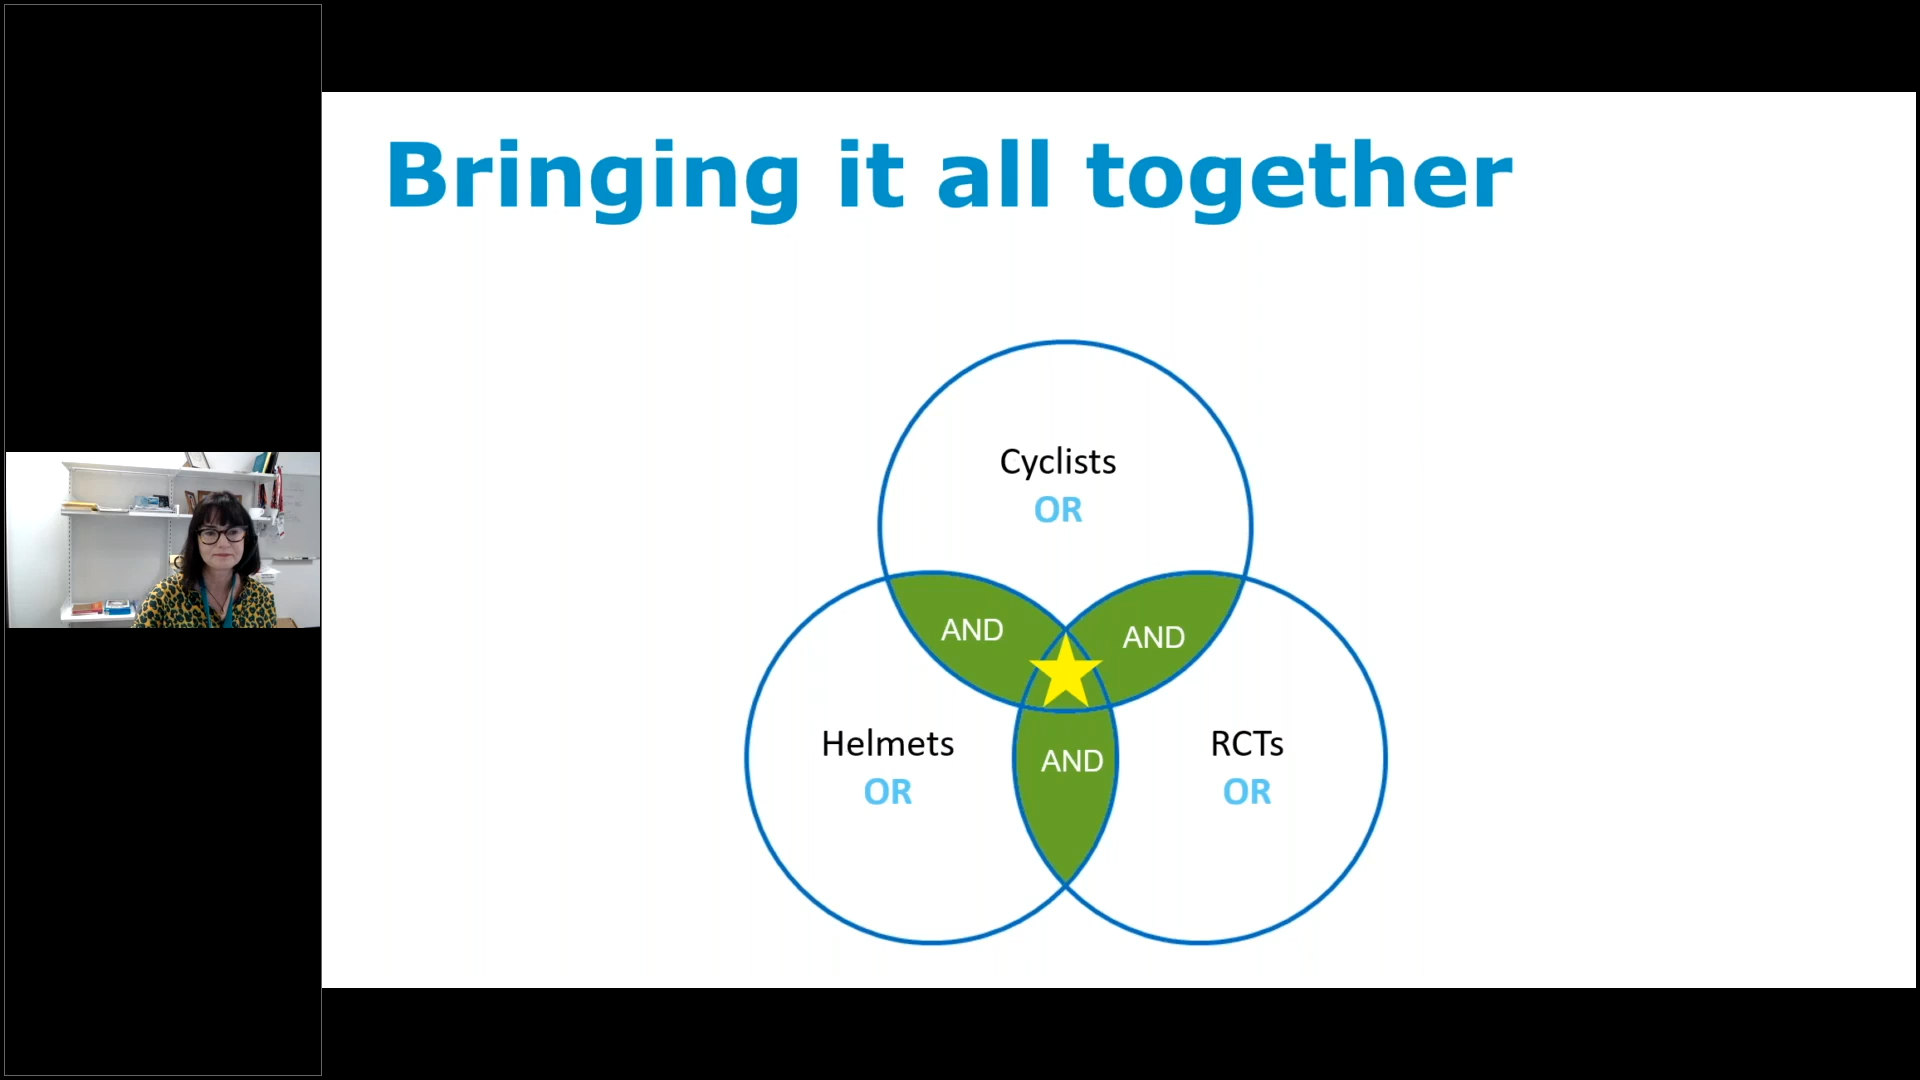 Bringing it all together
Cyclists
OR
AND
AND
Helmets
OR
AND
RCTs
OR